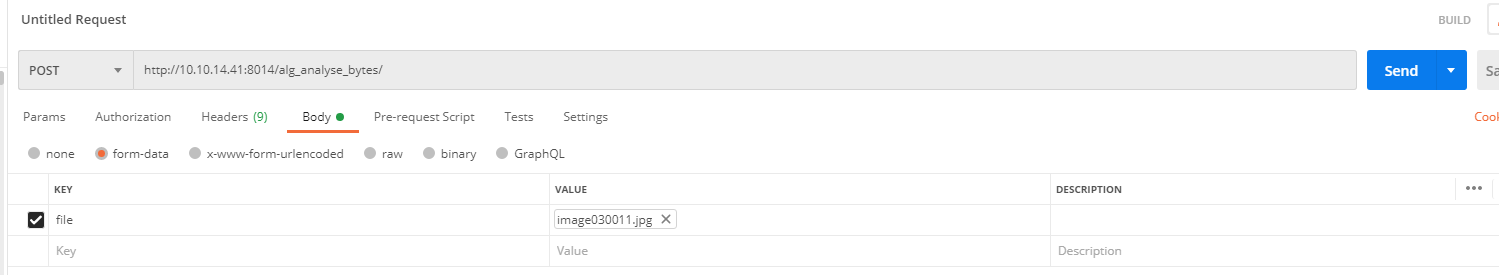 Untitled Request
BUILD
POST http://10.10.14.41:8014/alg_analyse_bytes/ Send Sa
Params Authorization Headers (9) Body Pre-request Script Tests Settings Cook
none form-data x-www-form-urlencoded raw binary GraphQL
KEY VALUE DESCRIPTION
file image030011.jpg
Key Value Description